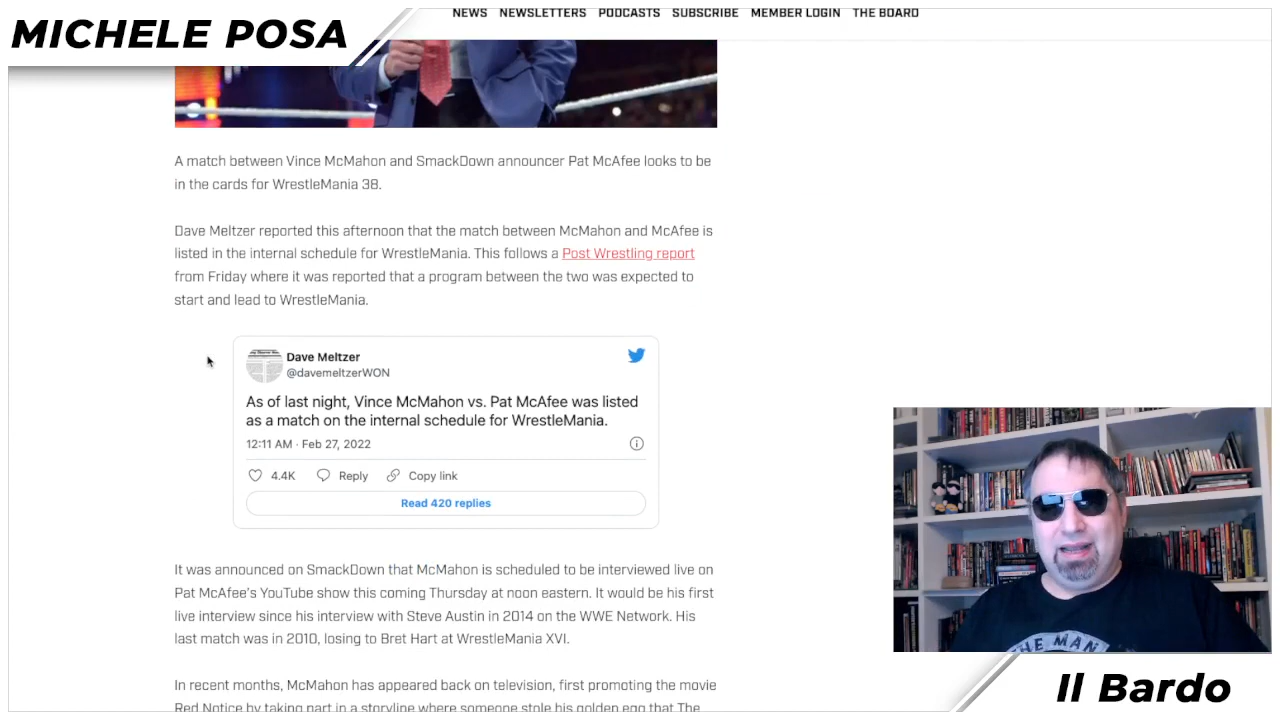 MICHELE POSA
NEWS NEWSLETTERS PODCASTS SUBSCRIBE MEMBER LOGIN THE BOARD
A match between Vince McMahon and SmackDown announcer Pat McAfee looks to be
in the cards for WrestleMania 38.
Dave Meltzer reported this afternoon that the match between McMahon and McAfee is
listed in the internal schedule for WrestleMania. This follows a Post Wrestling report
from Friday where it was reported that a program between the two was expected to
start and lead to WrestleMania.
Dave Meltzer
@davemeltzerWON
As of last night, Vince McMahon vs. Pat McAfee was listed
as a match on the internal schedule for WrestleMania.
12:11 AM · Feb 27, 2022
4.4K Reply Copy link
Read 420 replies
It was announced on SmackDown that McMahon is scheduled to be interviewed live on
Pat McAfee's YouTube show this coming Thursday at noon eastern. It would be his first
live interview since his interview with Steve Austin in 2014 on the WWE Network. His
last match was in 2010, losing to Bret Hart at WrestleMania XVI.
In recent months, McMahon has appeared back on television, first promoting the movie
Red Notice by taking part in a storyline where someone stole his golden egg that The
HE MAN
Il Bardo